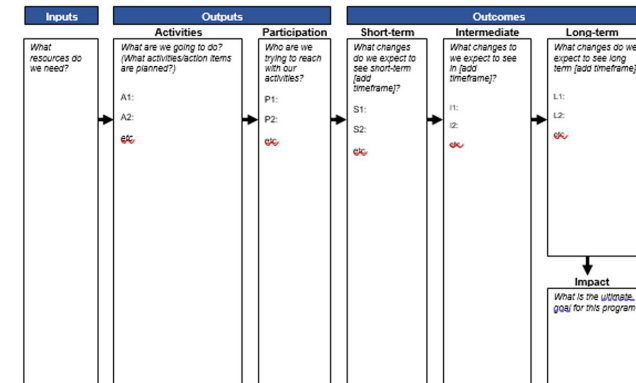 Inputs
Outputs
Outcomes
Activities
Participation
Short-term
Intermediate
Long-term
What
resources do
we need?
What are we going to do?
(What activities/action items
are planned?)
A1:
A2:
etc
Who are we
trying to reach
with our
activities?
P1:
P2:
etc
What changes
do we expect to
see short-term
[add
timeframe]?
S1:
S2:
etc
What changes to
we expect to see
in [add
timeframe]?
I1:
I2:
etc
What changes do we
expect to see long
term [add timeframe]
L1:
L2:
etc
Impact
What is the ultimate
goal for this program